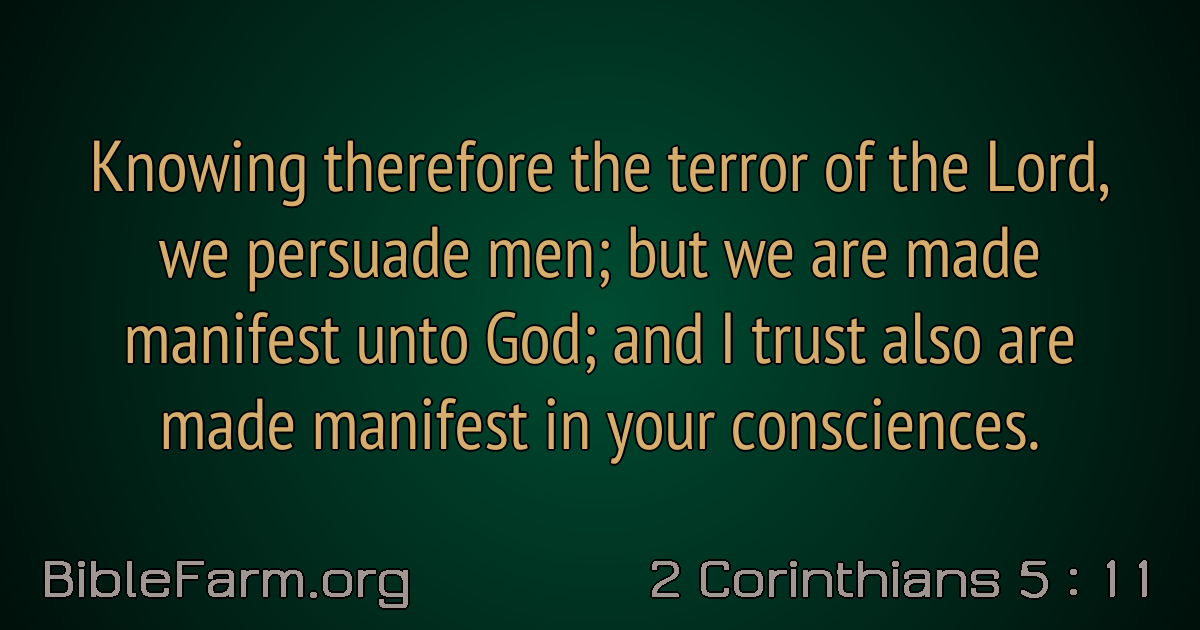 Knowing therefore the terror of the Lord,
we persuade men; but we are made
manifest unto God; and I trust also are
made manifest in your consciences.
BibleFarm.org
2 Corinthians 5 : 11